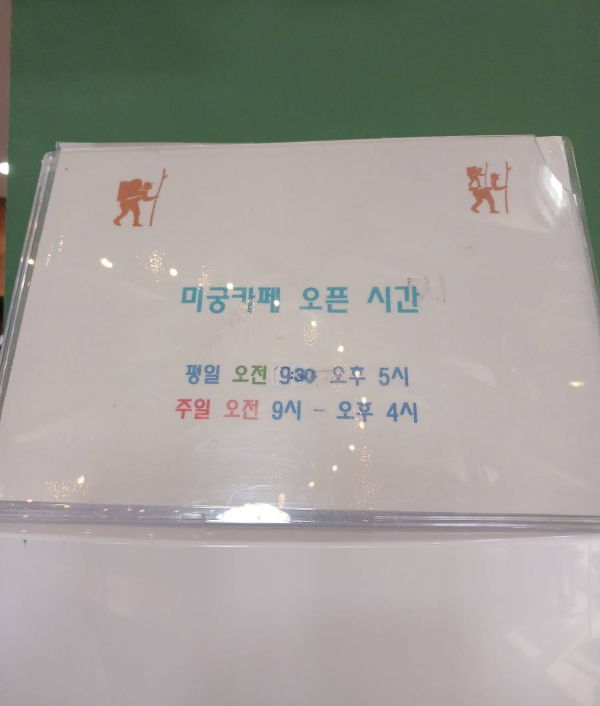 미궁카페 오픈 시간
평일 오전 9:30 오후 5시
주일 오전 9시 - 오후 4시